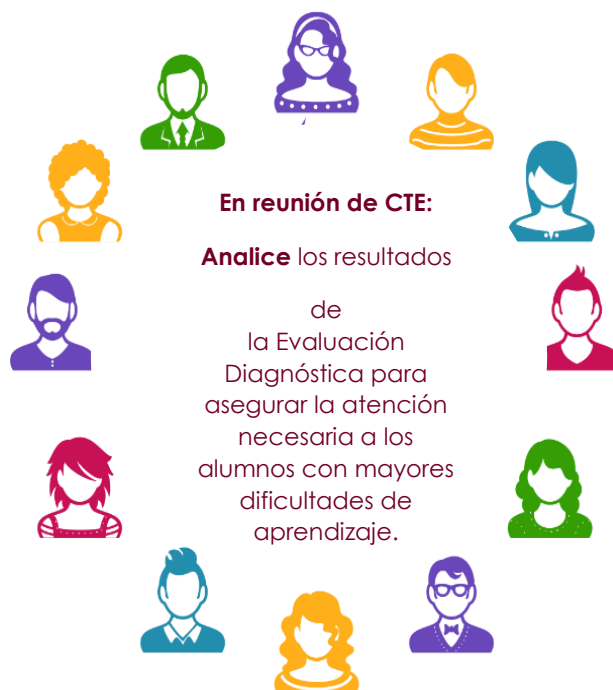 En reunión de CTE:
Analice los resultados
de
la Evaluación
Diagnóstica para
asegurar la atención
necesaria a los
alumnos con mayores
dificultades de
aprendizaje.